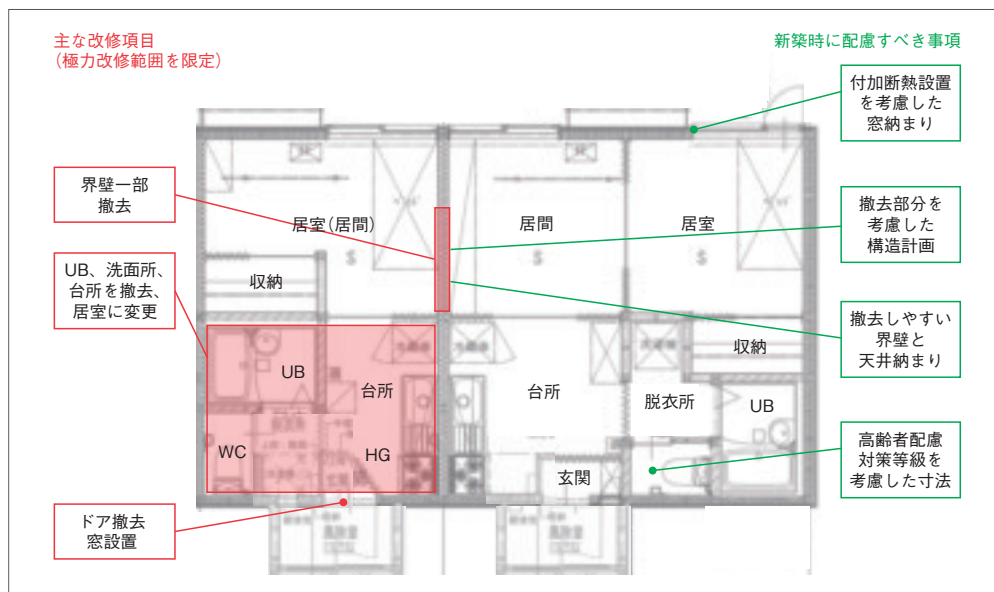 主な改修項目
(極力改修範囲を限定)
新築時に配慮すべき事項
付加断熱設置
を考慮した
窓納まり
界壁一部
撤去
撤去部分を
考慮した
構造計画
居室(居間)
居間
居室
UB、洗面所、
台所を撤去、
居室に変更
収納
撤去しやすい
界壁と
天井納まり
収納
UB
台所
台所
脱衣所
UB
WC
HG
玄関
高齢者配慮
対策等級を
考慮した寸法
ドア撤去
窓設置